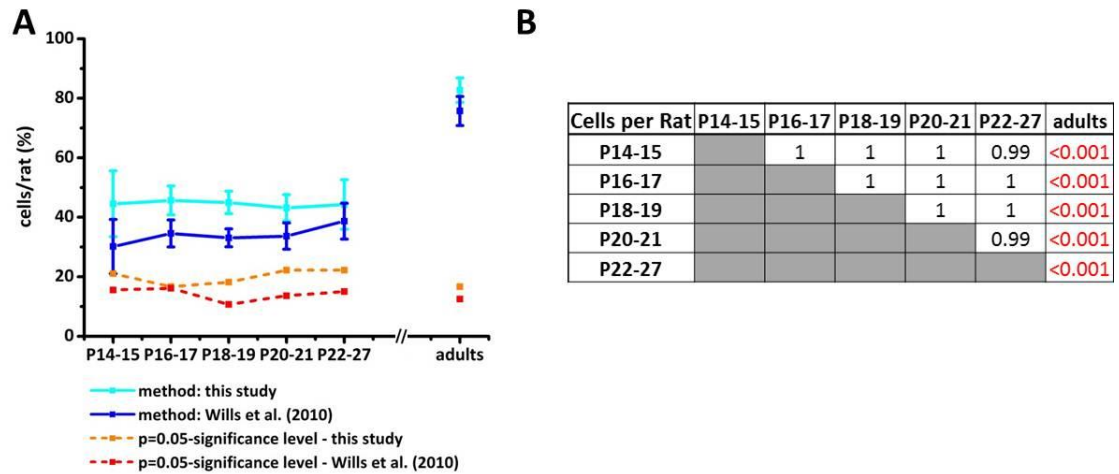 A
B
cells/rat (%)
100
80
60
40
20
0
P14-15 P16-17 P18-19 P20-21 P22-27 // adults
method: this study
method: Wills et al. (2010)
p=0.05-significance level - this study
p=0.05-significance level - Wills et al. (2010)
Cells per Rat P14-15 P16-17 P18-19 P20-21 P22-27 adults
P14-15 1 1 1 0.99 <0.001
P16-17 1 1 1 <0.001
P18-19 1 1 <0.001
P20-21 0.99 <0.001
P22-27 <0.001